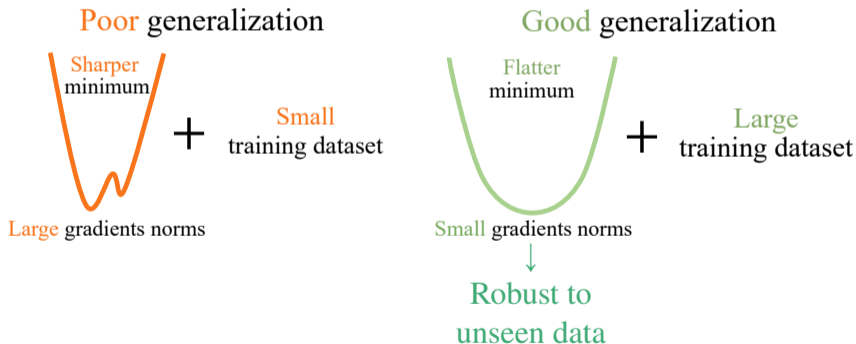 Poor generalization
Sharper
minimum
+
Small
training dataset
Large gradients norms
Good generalization
Flatter
minimum
+
Large
training dataset
Small gradients norms
↓
Robust to
unseen data